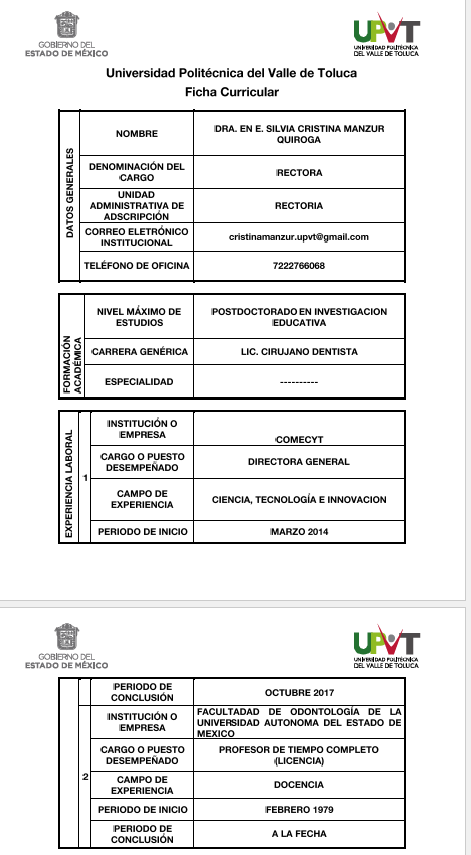 GOBIERNO DEL
ESTADO DE MÉXICO
UPVT
UNIVERSIDAD POLITÉCNICA
DEL VALLE DE TOLUCA
Universidad Politécnica del Valle de Toluca
Ficha Curricular
DATOS GENERALES
NOMBRE
DRA. EN E. SILVIA CRISTINA MANZUR
QUIROGA
DENOMINACIÓN DEL
CARGO
RECTORA
UNIDAD
ADMINISTRATIVA DE
ADSCRIPCIÓN
RECTORIA
CORREO ELETRÓNICO
INSTITUCIONAL
cristinamanzur.upvt@gmail.com
TELÉFONO DE OFICINA
7222766068
FORMACIÓN
ACADÉMICA
NIVEL MÁXIMO DE
ESTUDIOS
POSTDOCTORADO EN INVESTIGACION
EDUCATIVA
CARRERA GENÉRICA
LIC. CIRUJANO DENTISTA
ESPECIALIDAD
----------
EXPERIENCIA LABORAL
1
INSTITUCIÓN O
EMPRESA
COMECYT
CARGO O PUESTO
DESEMPEÑADO
DIRECTORA GENERAL
CAMPO DE
EXPERIENCIA
CIENCIA, TECNOLOGÍA E INNOVACION
PERIODO DE INICIO
MARZO 2014
GOBIERNO DEL
ESTADO DE MÉXICO
UPVT
UNIVERSIDAD POLITÉCNICA
DEL VALLE DE TOLUCA
PERIODO DE
CONCLUSIÓN
OCTUBRE 2017
2
INSTITUCIÓN O
EMPRESA
FACULTADAD DE ODONTOLOGÍA DE LA
UNIVERSIDAD AUTONOMA DEL ESTADO DE
MEXICO
CARGO O PUESTO
DESEMPEÑADO
PROFESOR DE TIEMPO COMPLETO
(LICENCIA)
CAMPO DE
EXPERIENCIA
DOCENCIA
PERIODO DE INICIO
FEBRERO 1979
PERIODO DE
CONCLUSIÓN
A LA FECHA